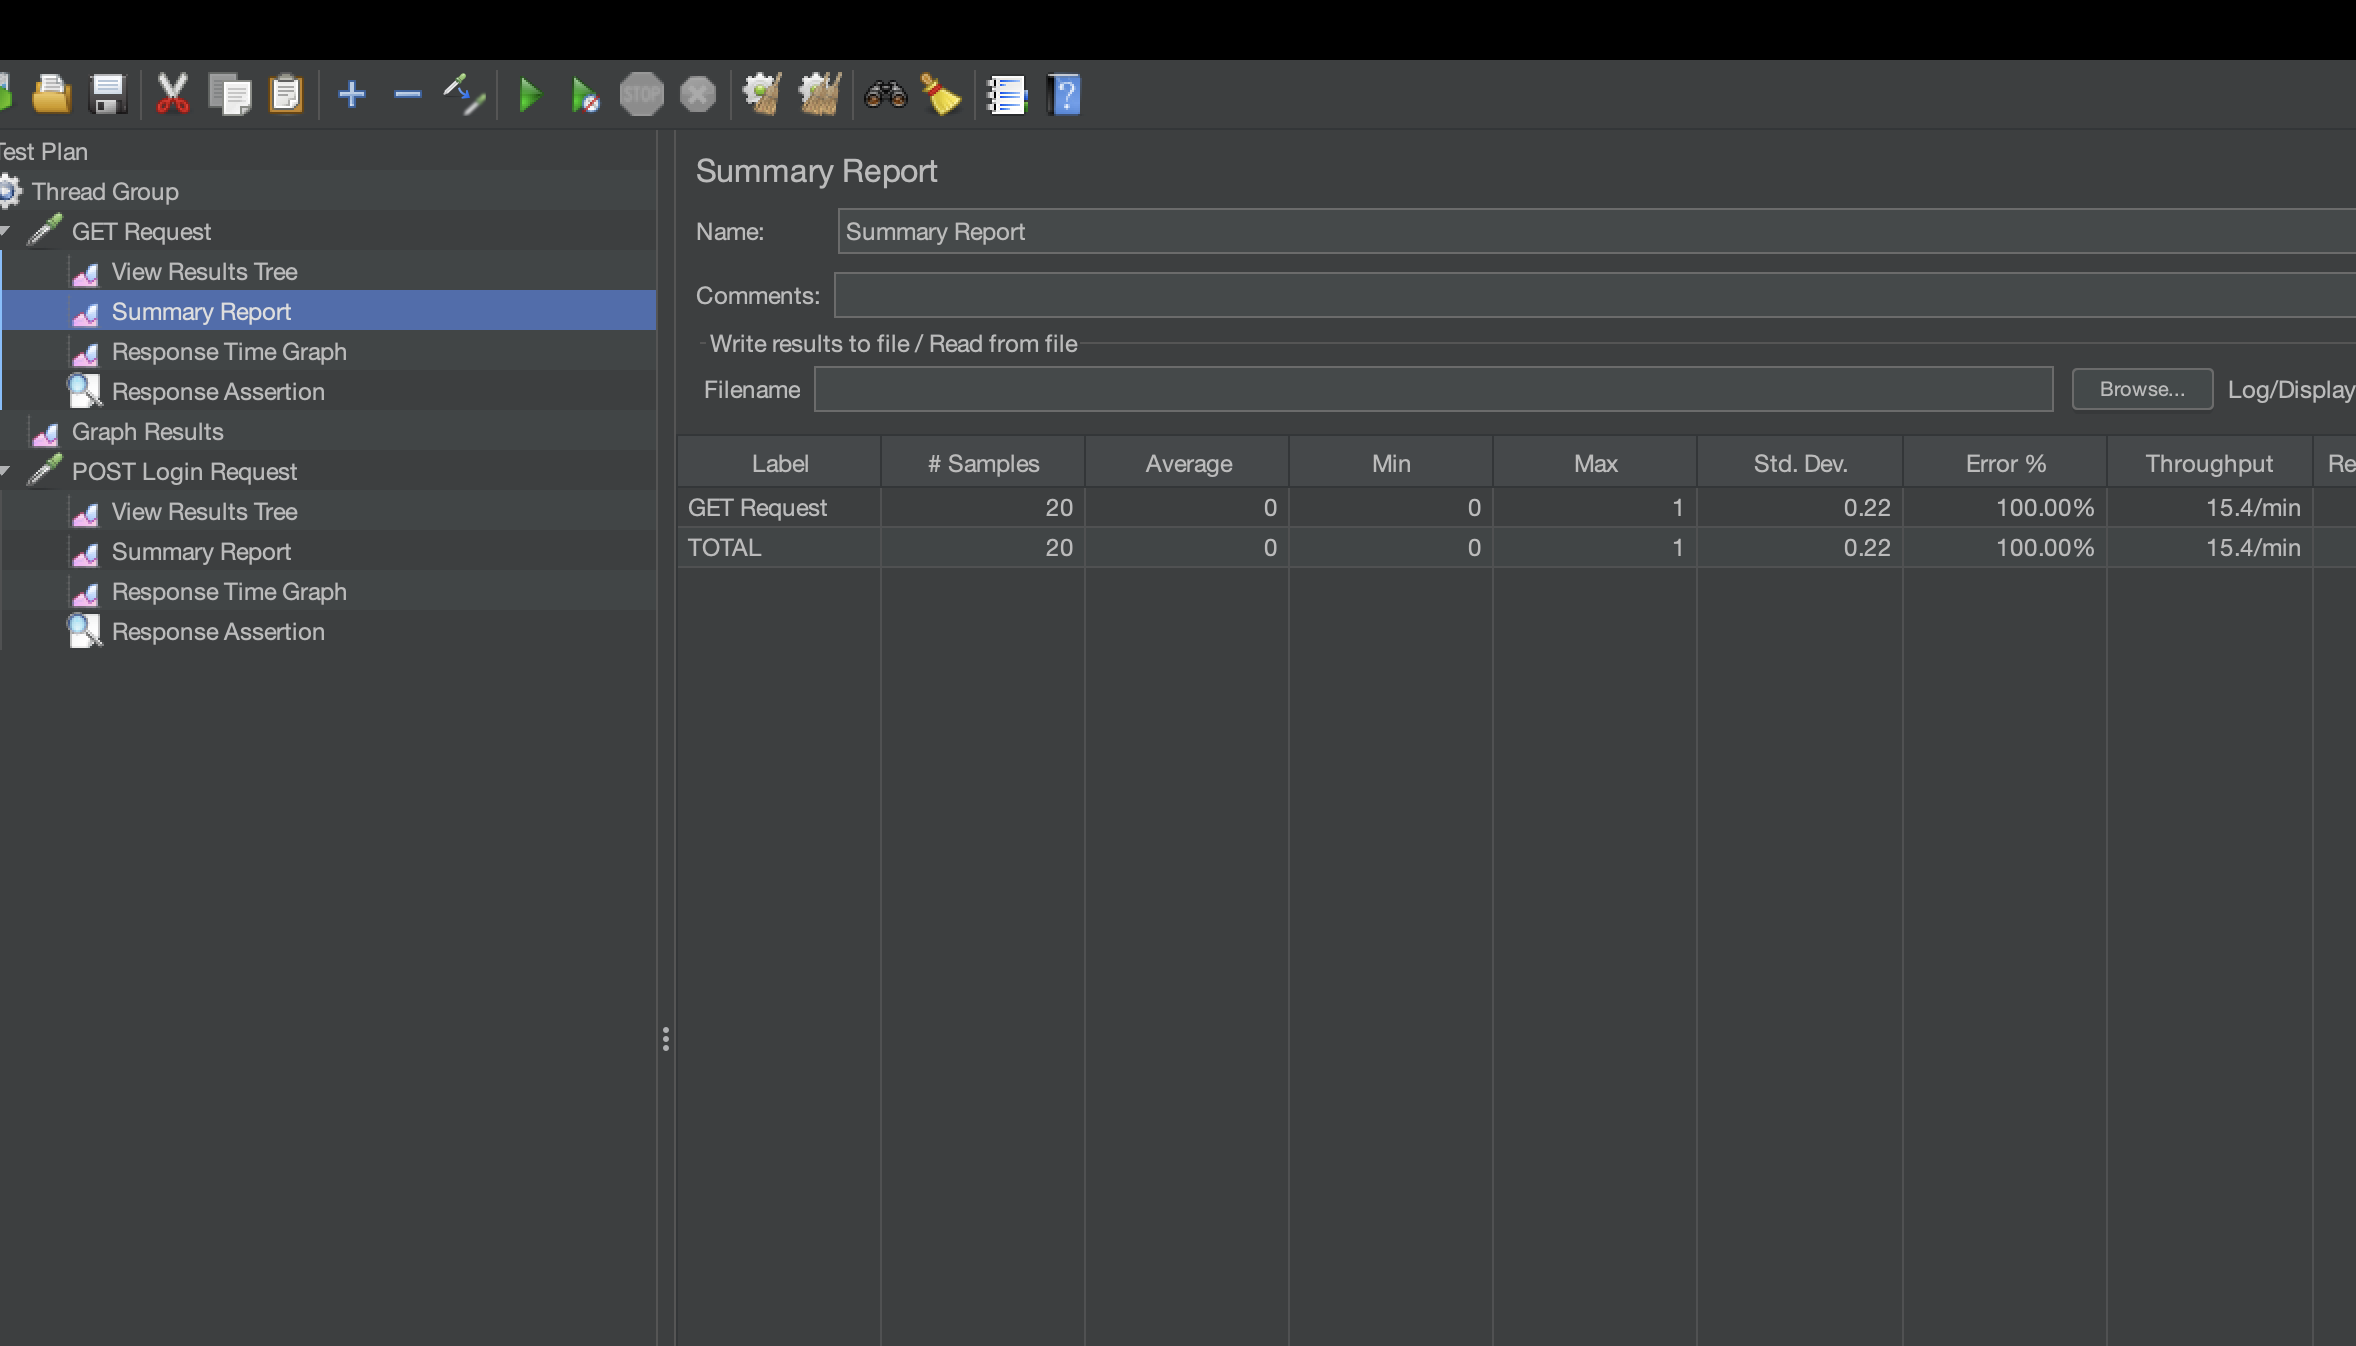 STOP
Test Plan
Thread Group
GET Request
View Results Tree
Summary Report
Response Time Graph
Response Assertion
Graph Results
POST Login Request
View Results Tree
Summary Report
Response Time Graph
Response Assertion
Summary Report
Name: Summary Report
Comments:
Write results to file / Read from file
Filename Browse... Log/Display
Label # Samples Average Min Max Std. Dev. Error % Throughput Re
GET Request 20 0 0 1 0.22 100.00% 15.4/min
TOTAL 20 0 0 1 0.22 100.00% 15.4/min